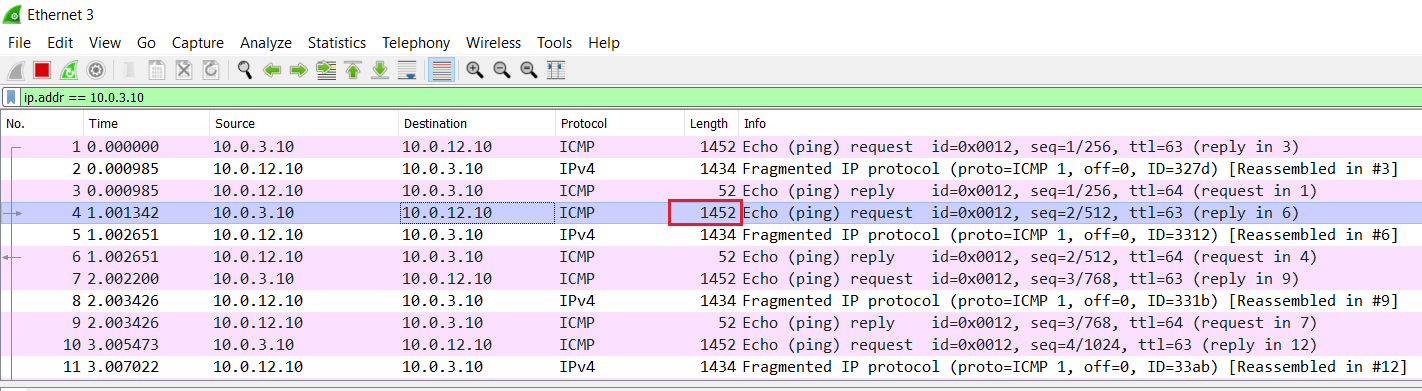 Ethernet 3
File Edit View Go Capture Analyze Statistics Telephony Wireless Tools Help
ip.addr == 10.0.3.10
No. Time Source Destination Protocol Length Info
1 0.000000 10.0.3.10 10.0.12.10 ICMP 1452 Echo (ping) request id=0x0012, seq=1/256, ttl=63 (reply in 3)
2 0.000985 10.0.12.10 10.0.3.10 IPv4 1434 Fragmented IP protocol (proto=ICMP 1, off=0, ID=327d) [Reassembled in #3]
3 0.000985 10.0.12.10 10.0.3.10 ICMP 52 Echo (ping) reply id=0x0012, seq=1/256, ttl=64 (request in 1)
4 1.001342 10.0.3.10 10.0.12.10 ICMP 1452 Echo (ping) request id=0x0012, seq=2/512, ttl=63 (reply in 6)
5 1.002651 10.0.12.10 10.0.3.10 IPv4 1434 Fragmented IP protocol (proto=ICMP 1, off=0, ID=3312) [Reassembled in #6]
6 1.002651 10.0.12.10 10.0.3.10 ICMP 52 Echo (ping) reply id=0x0012, seq=2/512, ttl=64 (request in 4)
7 2.002200 10.0.3.10 10.0.12.10 ICMP 1452 Echo (ping) request id=0x0012, seq=3/768, ttl=63 (reply in 9)
8 2.003426 10.0.12.10 10.0.3.10 IPv4 1434 Fragmented IP protocol (proto=ICMP 1, off=0, ID=331b) [Reassembled in #9]
9 2.003426 10.0.12.10 10.0.3.10 ICMP 52 Echo (ping) reply id=0x0012, seq=3/768, ttl=64 (request in 7)
10 3.005473 10.0.3.10 10.0.12.10 ICMP 1452 Echo (ping) request id=0x0012, seq=4/1024, ttl=63 (reply in 12)
11 3.007022 10.0.12.10 10.0.3.10 IPv4 1434 Fragmented IP protocol (proto=ICMP 1, off=0, ID=33ab) [Reassembled in #12]